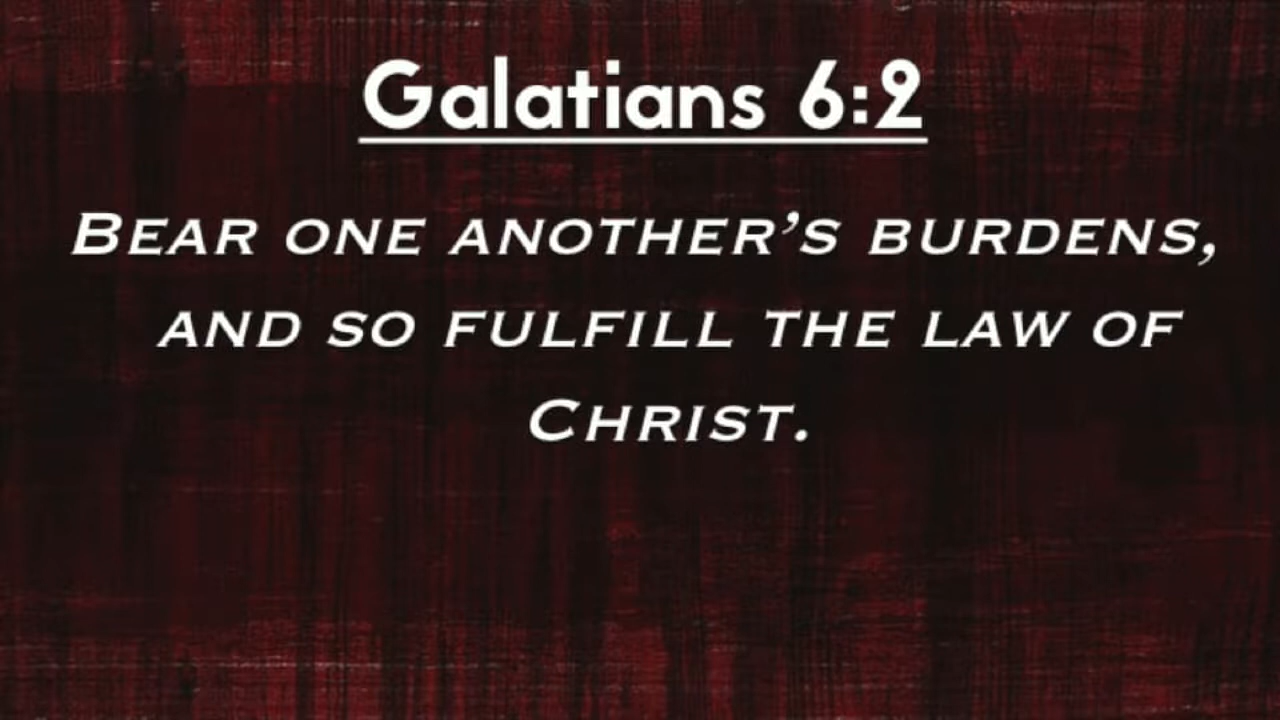 Galatians 6:2
Bear one another’s burdens,
and so fulfill the law of
Christ.